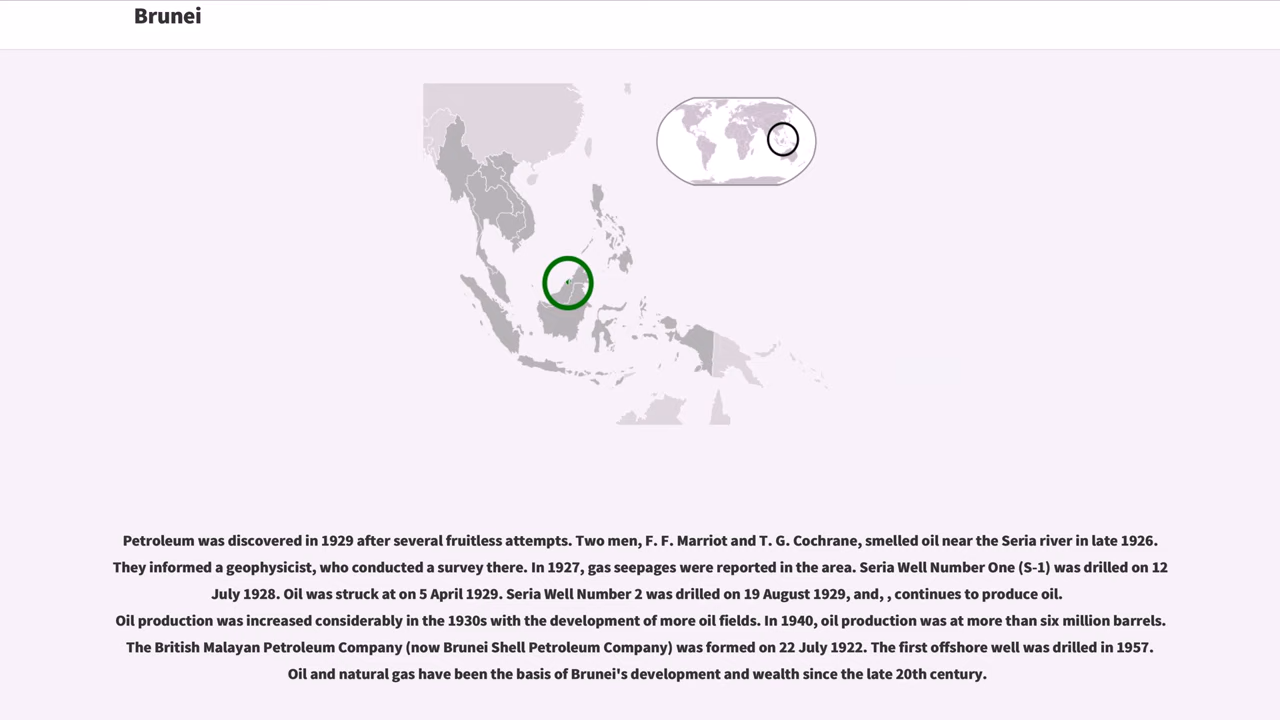 Brunei
Petroleum was discovered in 1929 after several fruitless attempts. Two men, F. F. Marriot and T. G. Cochrane, smelled oil near the Seria river in late 1926.
They informed a geophysicist, who conducted a survey there. In 1927, gas seepages were reported in the area. Seria Well Number One (S-1) was drilled on 12
July 1928. Oil was struck at on 5 April 1929. Seria Well Number 2 was drilled on 19 August 1929, and, , continues to produce oil.
Oil production was increased considerably in the 1930s with the development of more oil fields. In 1940, oil production was at more than six million barrels.
The British Malayan Petroleum Company (now Brunei Shell Petroleum Company) was formed on 22 July 1922. The first offshore well was drilled in 1957.
Oil and natural gas have been the basis of Brunei's development and wealth since the late 20th century.